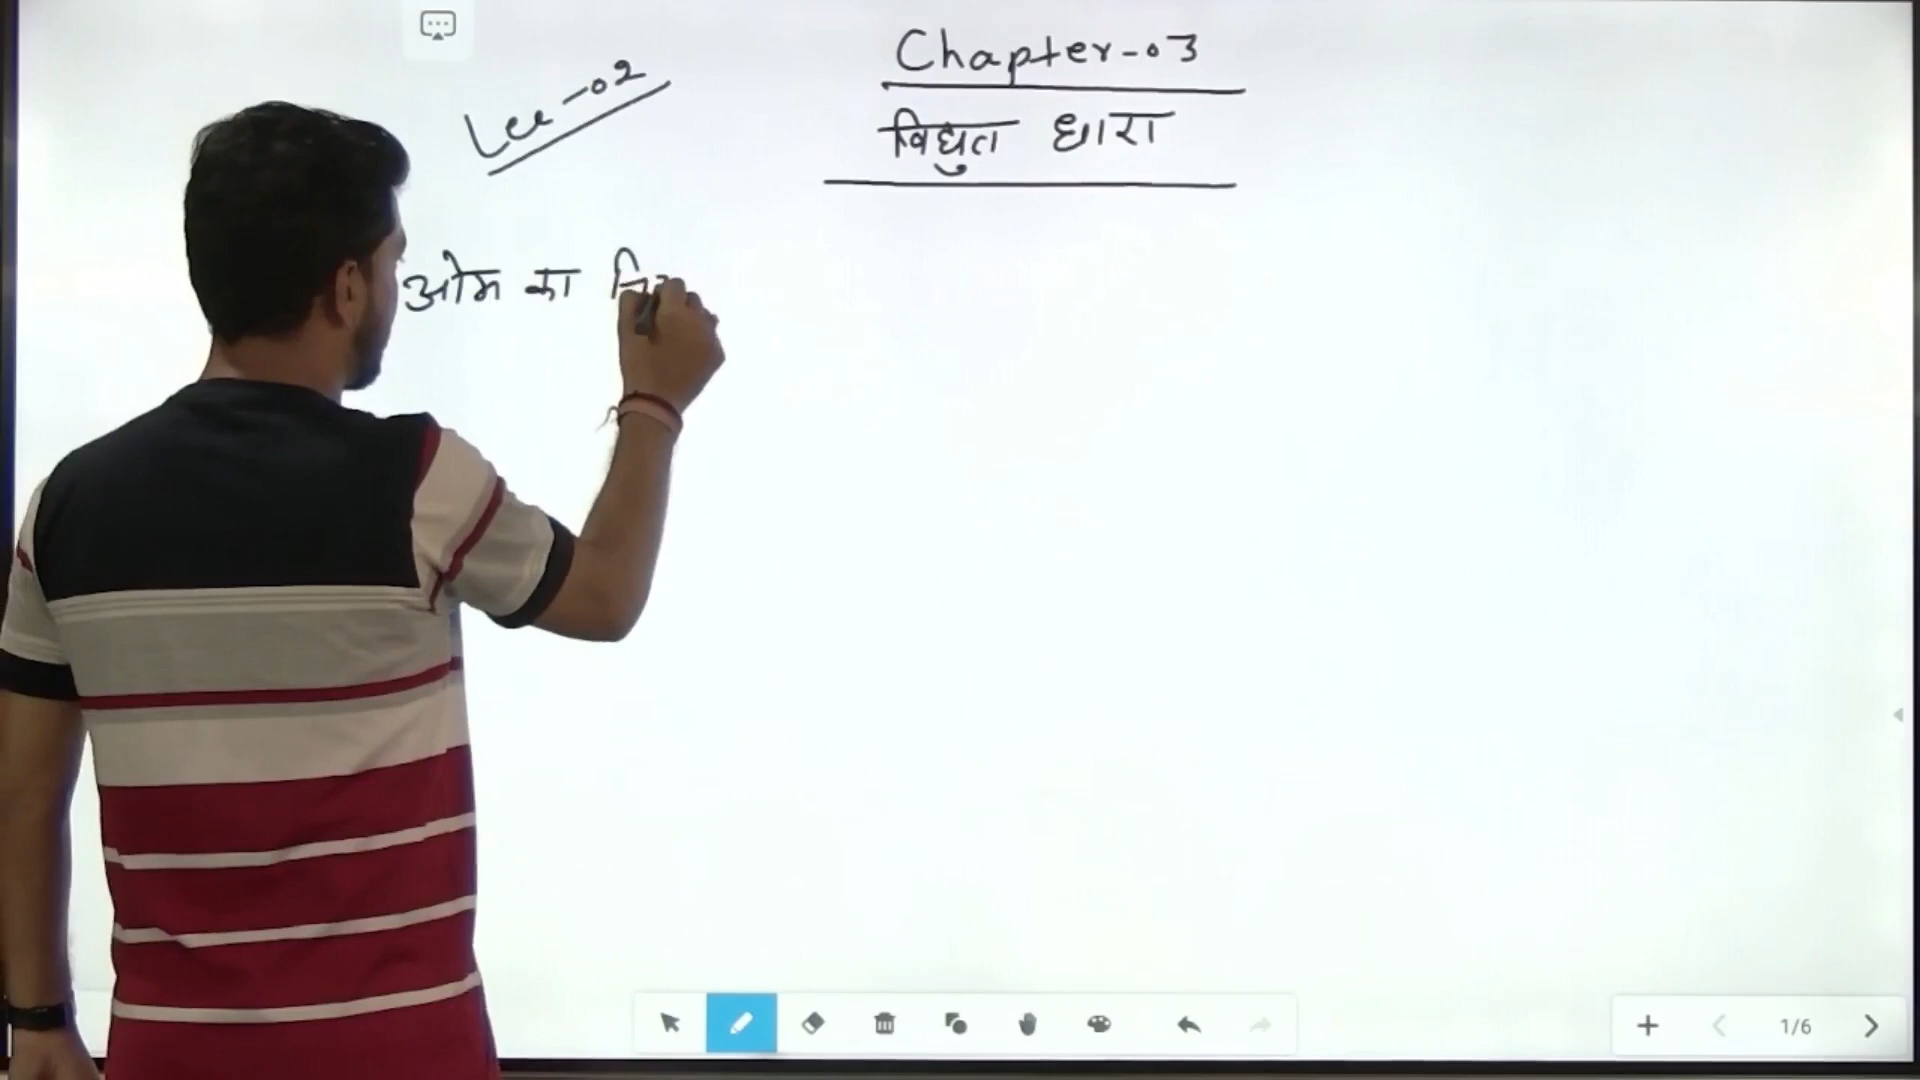 Chapter-03
Lec-02
विद्युत धारा
ओम का
1/6